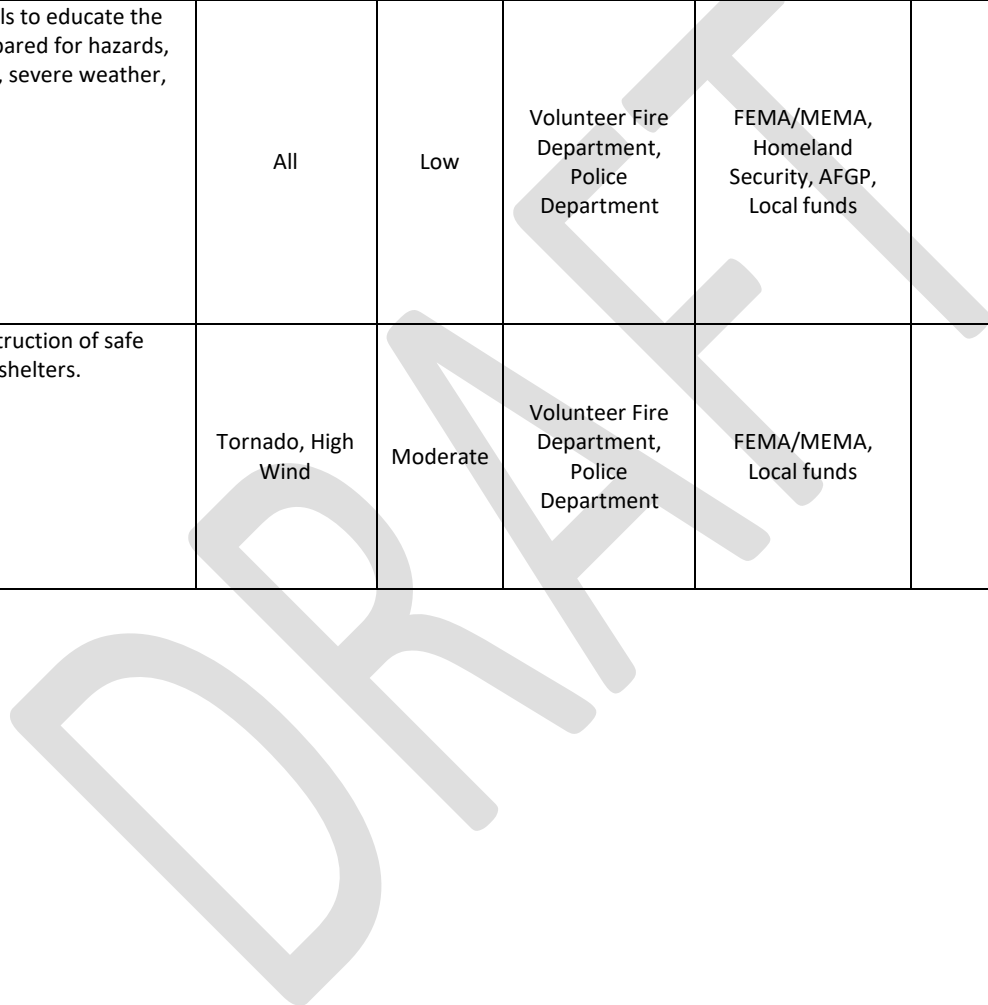 ls to educate the
pared for hazards,
, severe weather,
All
Low
Volunteer Fire
Department,
Police
Department
FEMA/MEMA,
Homeland
Security, AFGP,
Local funds
truction of safe
shelters.
Tornado, High
Wind
Moderate
Volunteer Fire
Department,
Police
Department
FEMA/MEMA,
Local funds
DRAFT